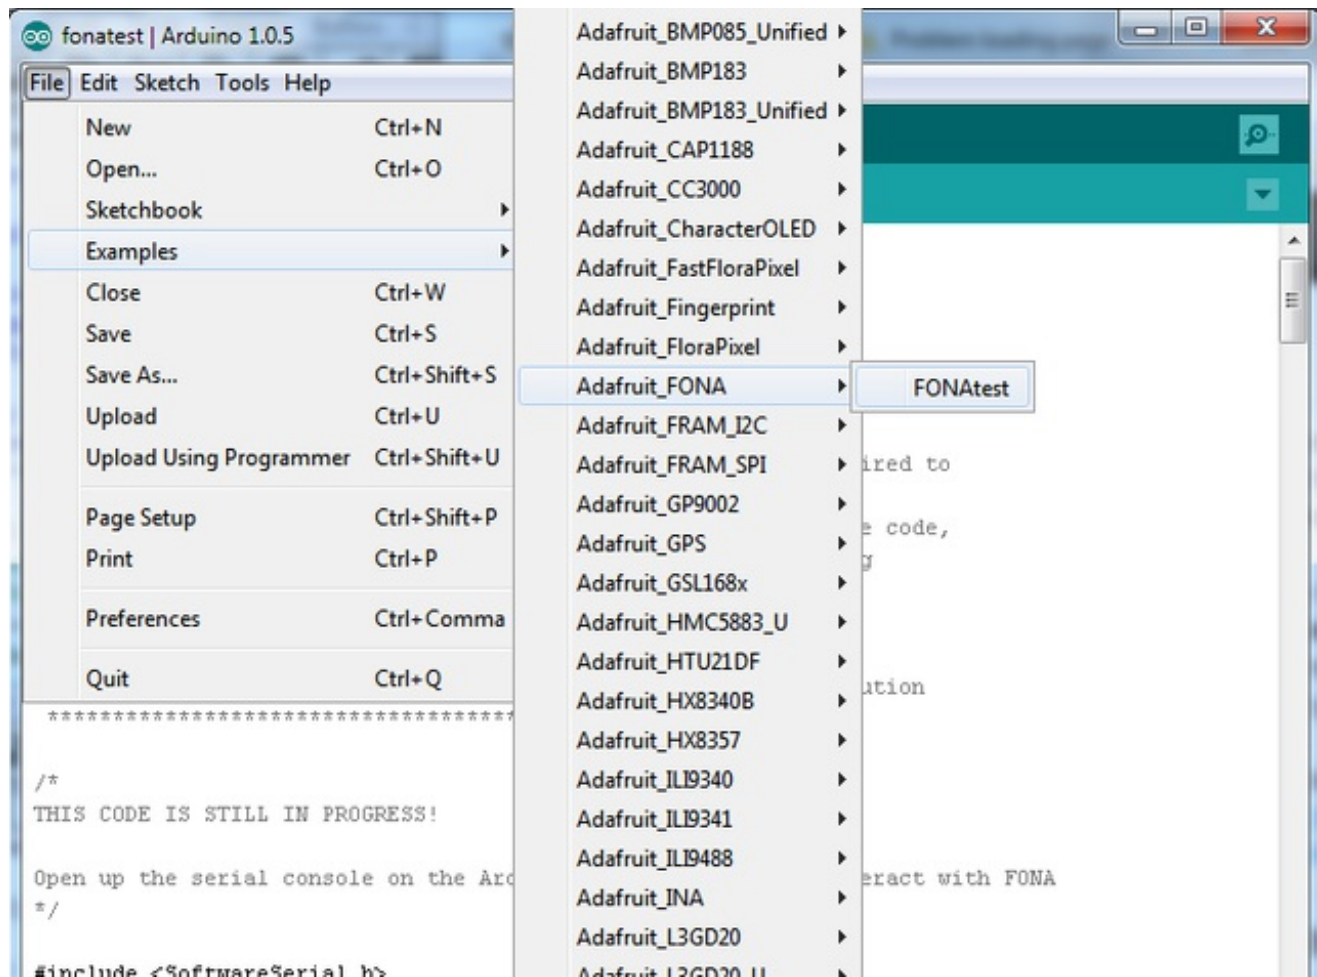 fonatest | Arduino 1.0.5
File Edit Sketch Tools Help
New Ctrl+N
Open... Ctrl+O
Sketchbook
Examples
Close Ctrl+W
Save Ctrl+S
Save As... Ctrl+Shift+S
Upload Ctrl+U
Upload Using Programmer Ctrl+Shift+U
Page Setup Ctrl+Shift+P
Print Ctrl+P
Preferences Ctrl+Comma
Quit Ctrl+Q
Adafruit_BMP085_Unified
Adafruit_BMP183
Adafruit_BMP183_Unified
Adafruit_CAP1188
Adafruit_CC3000
Adafruit_CharacterOLED
Adafruit_FastFloraPixel
Adafruit_Fingerprint
Adafruit_FloraPixel
Adafruit_FONA
Adafruit_FRAM_I2C
Adafruit_FRAM_SPI
Adafruit_GP9002
Adafruit_GPS
Adafruit_GSL168x
Adafruit_HMC5883_U
Adafruit_HTU21DF
Adafruit_HX8340B
Adafruit_HX8357
Adafruit_ILI9340
Adafruit_ILI9341
Adafruit_ILI9488
Adafruit_INA
Adafruit_L3GD20
Adafruit_L3GD20_U
FONAtest
ired to
e code,
g
ution
************************************
/*
THIS CODE IS STILL IN PROGRESS!
Open up the serial console on the Ard eract with FONA
*/
#include <SoftwareSerial.h>